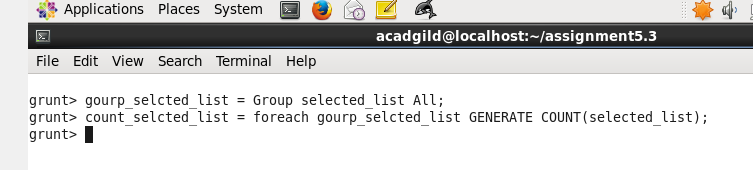 Applications Places System
acadgild@localhost:~/assignment5.3
File Edit View Search Terminal Help
grunt> gourp_selcted_list = Group selected_list All;
grunt> count_selcted_list = foreach gourp_selcted_list GENERATE COUNT(selected_list);
grunt>